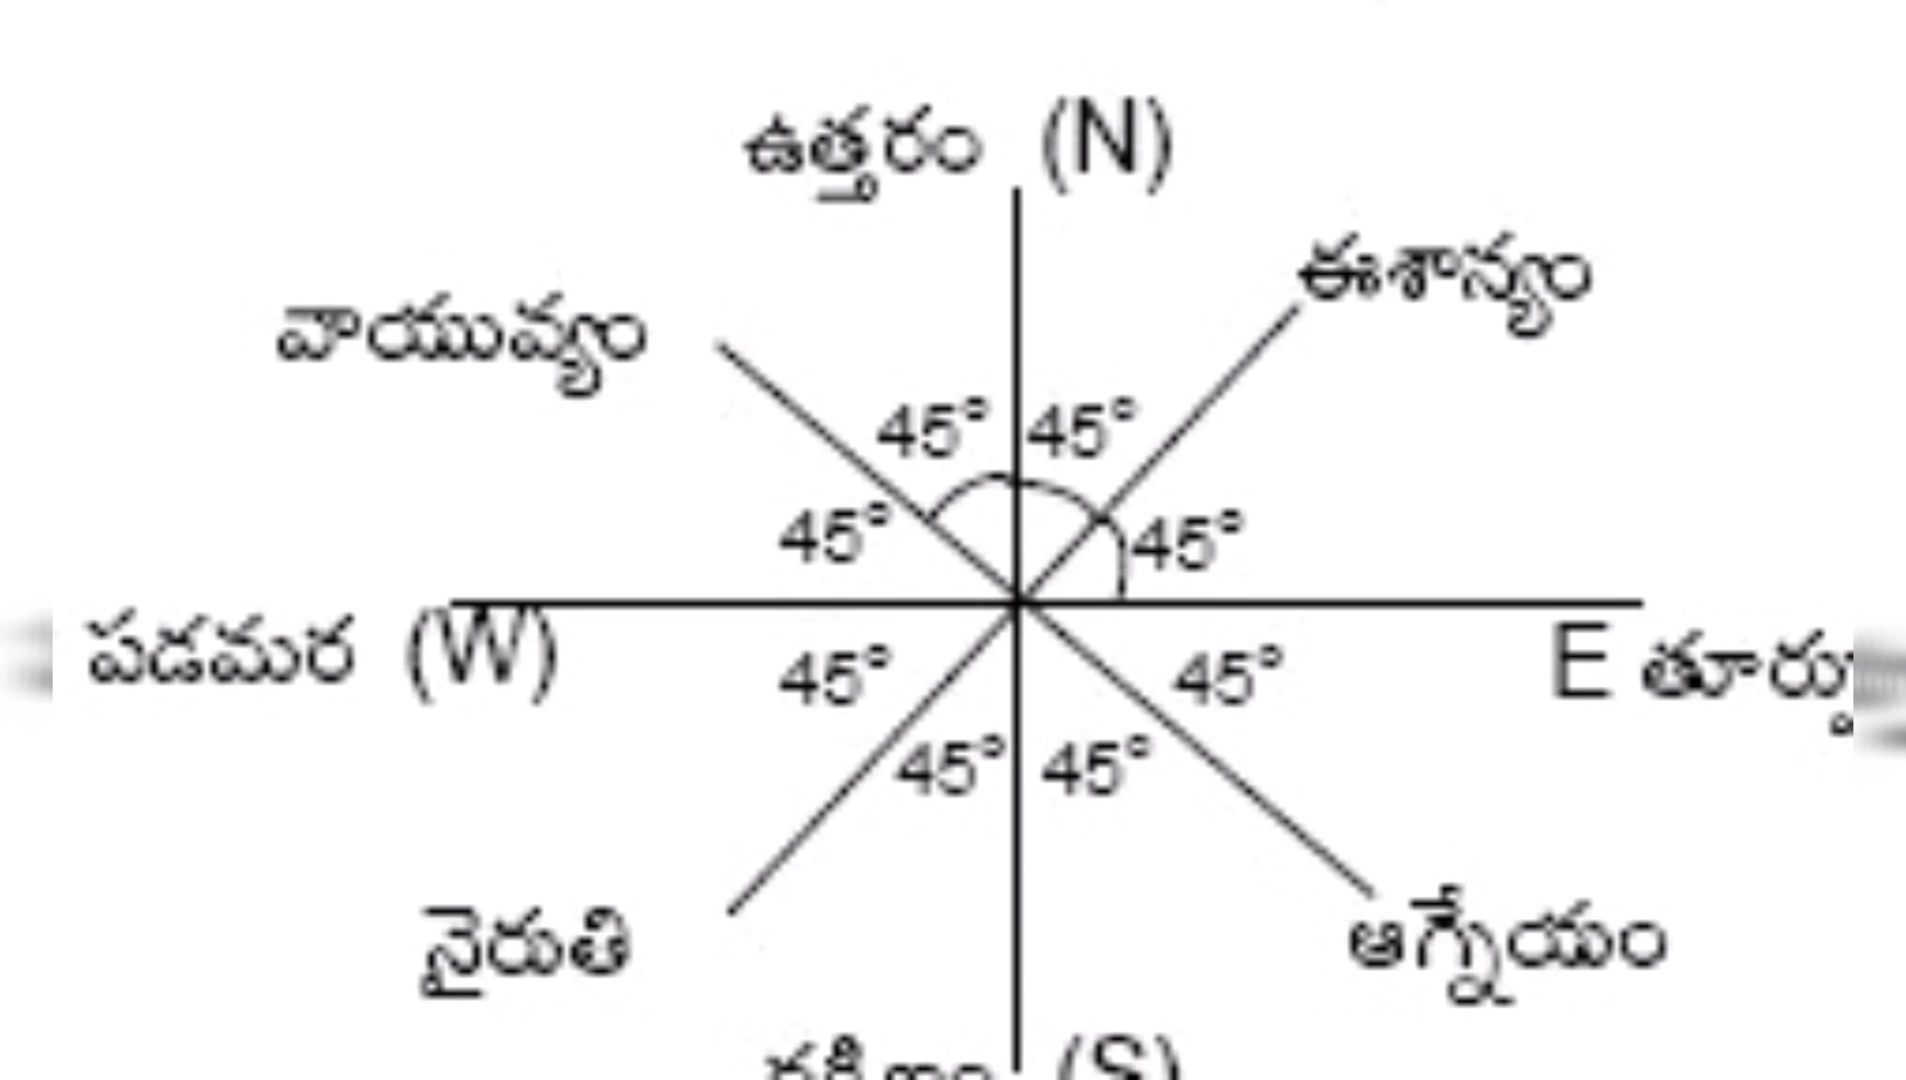 ఉత్తరం (N)
ఈశాన్యం
వాయువ్యం
45° 45°
45° 45°
పడమర (W)
E తూర్పు
45° 45°
45° 45°
నైరుతి
ఆగ్నేయం
(S)